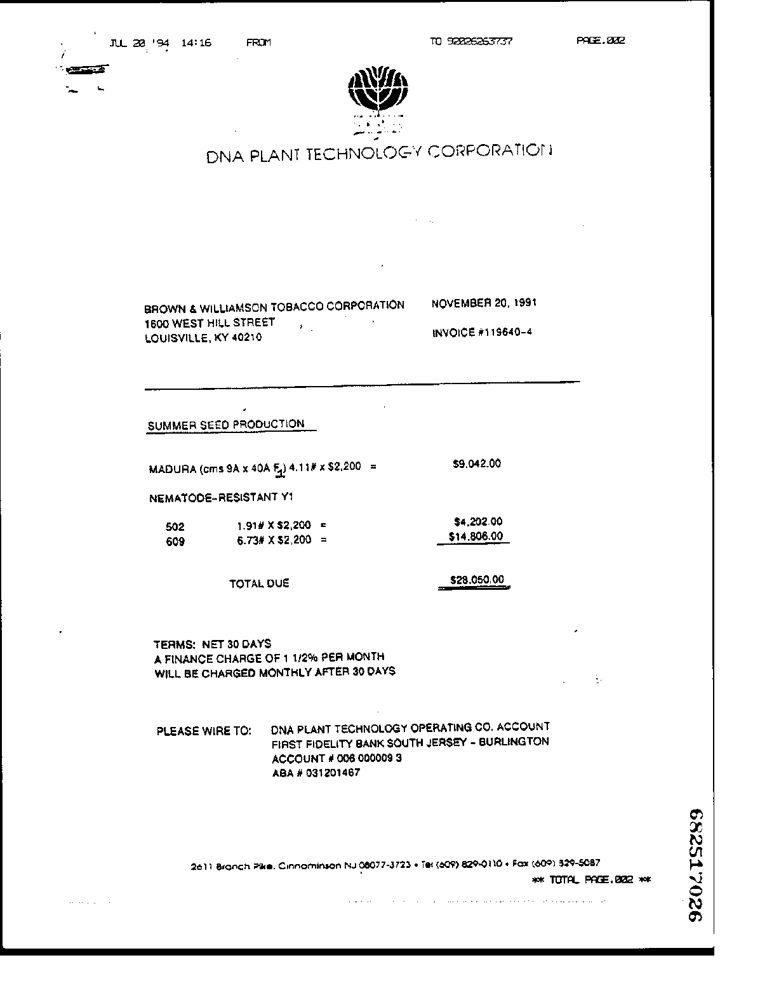 JUL 20 '94 14:16 FROM TO 92026263737 PAGE.002
DNA PLANT TECHNOLOGY CORPORATION
BROWN & WILLIAMSON TOBACCO CORPORATION NOVEMBER 20, 1991
1600 WEST HILL STREET
LOUISVILLE, KY 40210 INVOICE #119640-4
SUMMER SEED PRODUCTION
MADURA (cms 9A x 40A F1) 4.11# x $2,200 = $9,042.00
NEMATODE-RESISTANT Y1
502 1.91# X $2,200 = $4,202.00
609 6.73# X $2,200 = $14,806.00
TOTAL DUE $28,050.00
TERMS: NET 30 DAYS
A FINANCE CHARGE OF 1 1/2% PER MONTH
WILL BE CHARGED MONTHLY AFTER 30 DAYS
PLEASE WIRE TO: DNA PLANT TECHNOLOGY OPERATING CO. ACCOUNT
FIRST FIDELITY BANK SOUTH JERSEY - BURLINGTON
ACCOUNT # 006 000009 3
ABA # 031201467
2611 Branch Pike, Cinnaminson NJ 08077-3723 • Tel (609) 829-0110 • Fax (609) 829-5087
** TOTAL PAGE.002 **
682517026